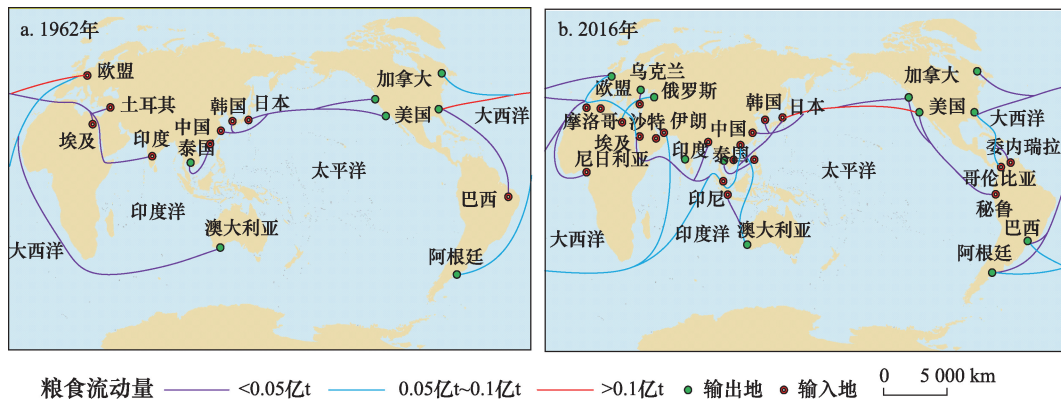 a. 1962年
欧盟
土耳其
埃及
印度
中国
泰国
韩国
日本
加拿大
美国
大西洋
太平洋
巴西
印度洋
澳大利亚
大西洋
阿根廷
b. 2016年
乌克兰
欧盟
俄罗斯
摩洛哥
沙特
伊朗
埃及
尼日利亚
印度
中国
泰国
韩国
日本
加拿大
美国
大西洋
委内瑞拉
哥伦比亚
太平洋
秘鲁
印尼
巴西
大西洋
印度洋
澳大利亚
阿根廷
粮食流动量
<0.05亿t
0.05亿t~0.1亿t
>0.1亿t
输出地
输入地
0 5 000 km